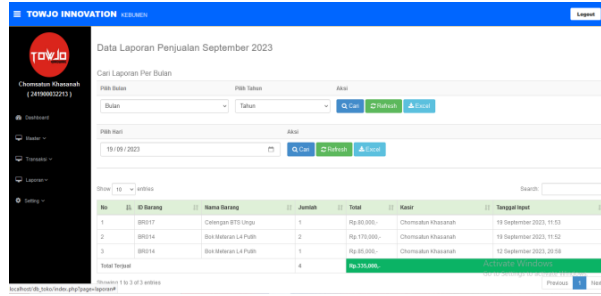 TOWJO INNOVATION KEBUMEN
Logout
TOWJO
Chomsatun Khasanah
( 241900032213 )
Dashboard
Master
Transaksi
Laporan
Setting
Data Laporan Penjualan September 2023
Cari Laporan Per Bulan
Pilih Bulan Pilih Tahun Aksi
Bulan Tahun Cari Refresh Excel
Pilih Hari Aksi
19/09/2023 Cari Refresh Excel
Show 10 entries Search:
No ID Barang Nama Barang Jumlah Total Kasir Tanggal Input
1 BR017 Celengan BTS Ungu 1 Rp.80,000,- Chomsatun Khasanah 19 September 2023, 11:53
2 BR014 Bok Meteran L4 Putih 2 Rp.170,000,- Chomsatun Khasanah 19 September 2023, 11:52
3 BR014 Bok Meteran L4 Putih 1 Rp.85,000,- Chomsatun Khasanah 12 September 2023, 20:58
Total Terjual 4 Rp.335,000,-
Activate Windows
Showing 1 to 3 of 3 entries
Previous 1 Next
localhost/db_toko/index.php?page=laporan#